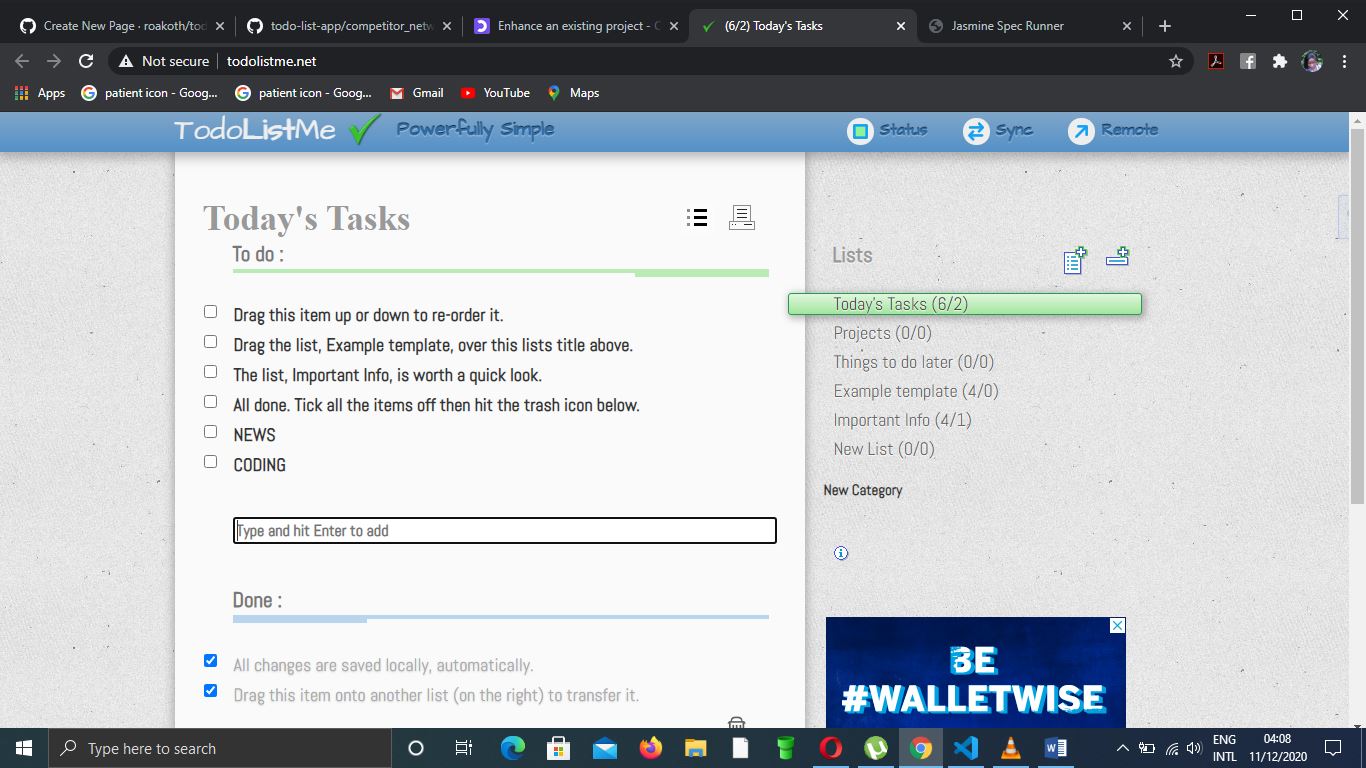 Create New Page · roakoth/tod
todo-list-app/competitor_netw
Enhance an existing project - C
(6/2) Today's Tasks
Jasmine Spec Runner
Not secure
todolistme.net
Apps
patient icon - Goog...
patient icon - Goog...
Gmail
YouTube
Maps
TodoListMe
Powerfully Simple
Status
Sync
Remote
Today's Tasks
To do :
Drag this item up or down to re-order it.
Drag the list, Example template, over this lists title above.
The list, Important Info, is worth a quick look.
All done. Tick all the items off then hit the trash icon below.
NEWS
CODING
Type and hit Enter to add
Done :
All changes are saved locally, automatically.
Drag this item onto another list (on the right) to transfer it.
Lists
Today's Tasks (6/2)
Projects (0/0)
Things to do later (0/0)
Example template (4/0)
Important Info (4/1)
New List (0/0)
New Category
BE
#WALLETWISE
Type here to search
ENG
INTL
04:08
11/12/2020